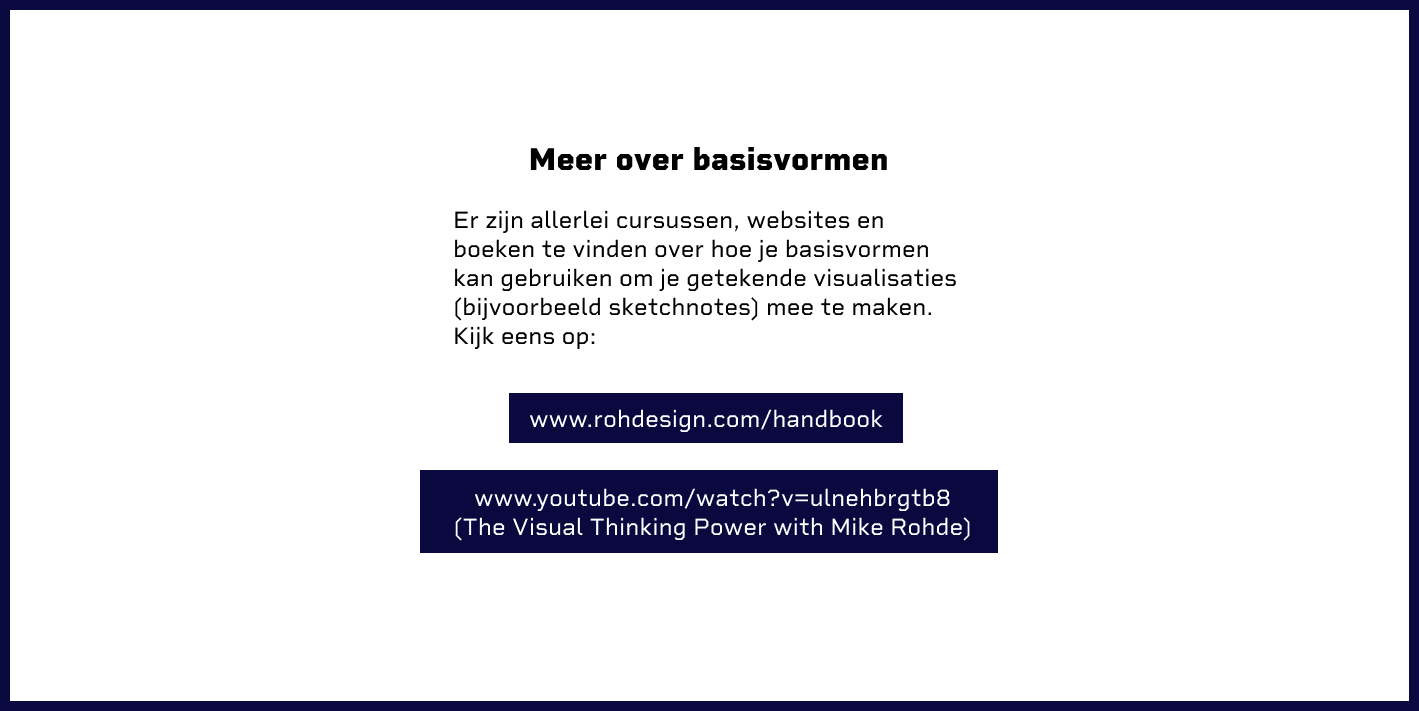 Meer over basisvormen
Er zijn allerlei cursussen, websites en
boeken te vinden over hoe je basisvormen
kan gebruiken om je getekende visualisaties
(bijvoorbeeld sketchnotes) mee te maken.
Kijk eens op:
www.rohdesign.com/handbook
www.youtube.com/watch?v=ulnehbrgtb8
(The Visual Thinking Power with Mike Rohde)